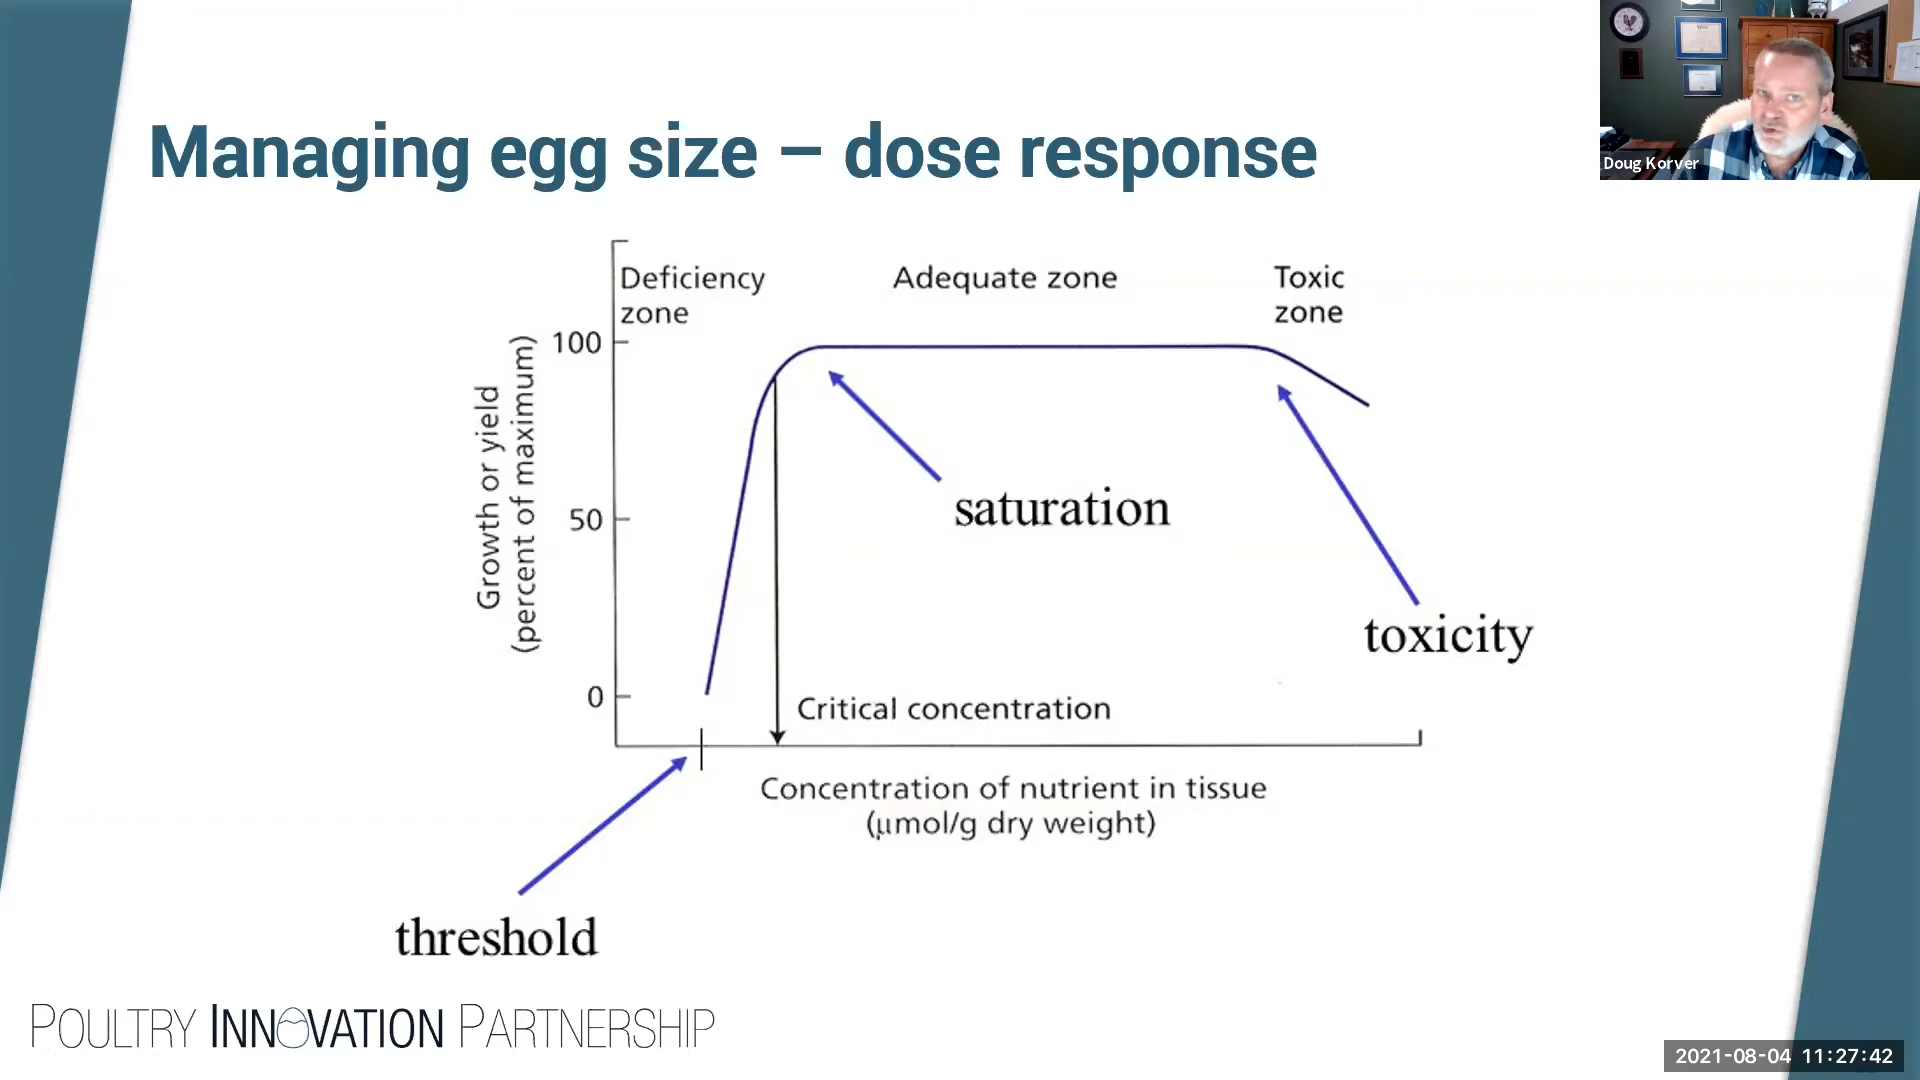 Managing egg size – dose response
Doug Korver
Deficiency
zone
Adequate zone
Toxic
zone
Growth or yield
(percent of maximum)
100
50
0
saturation
toxicity
Critical concentration
Concentration of nutrient in tissue
(μmol/g dry weight)
threshold
POULTRY INNOVATION PARTNERSHIP
2021-08-04 11:27:42